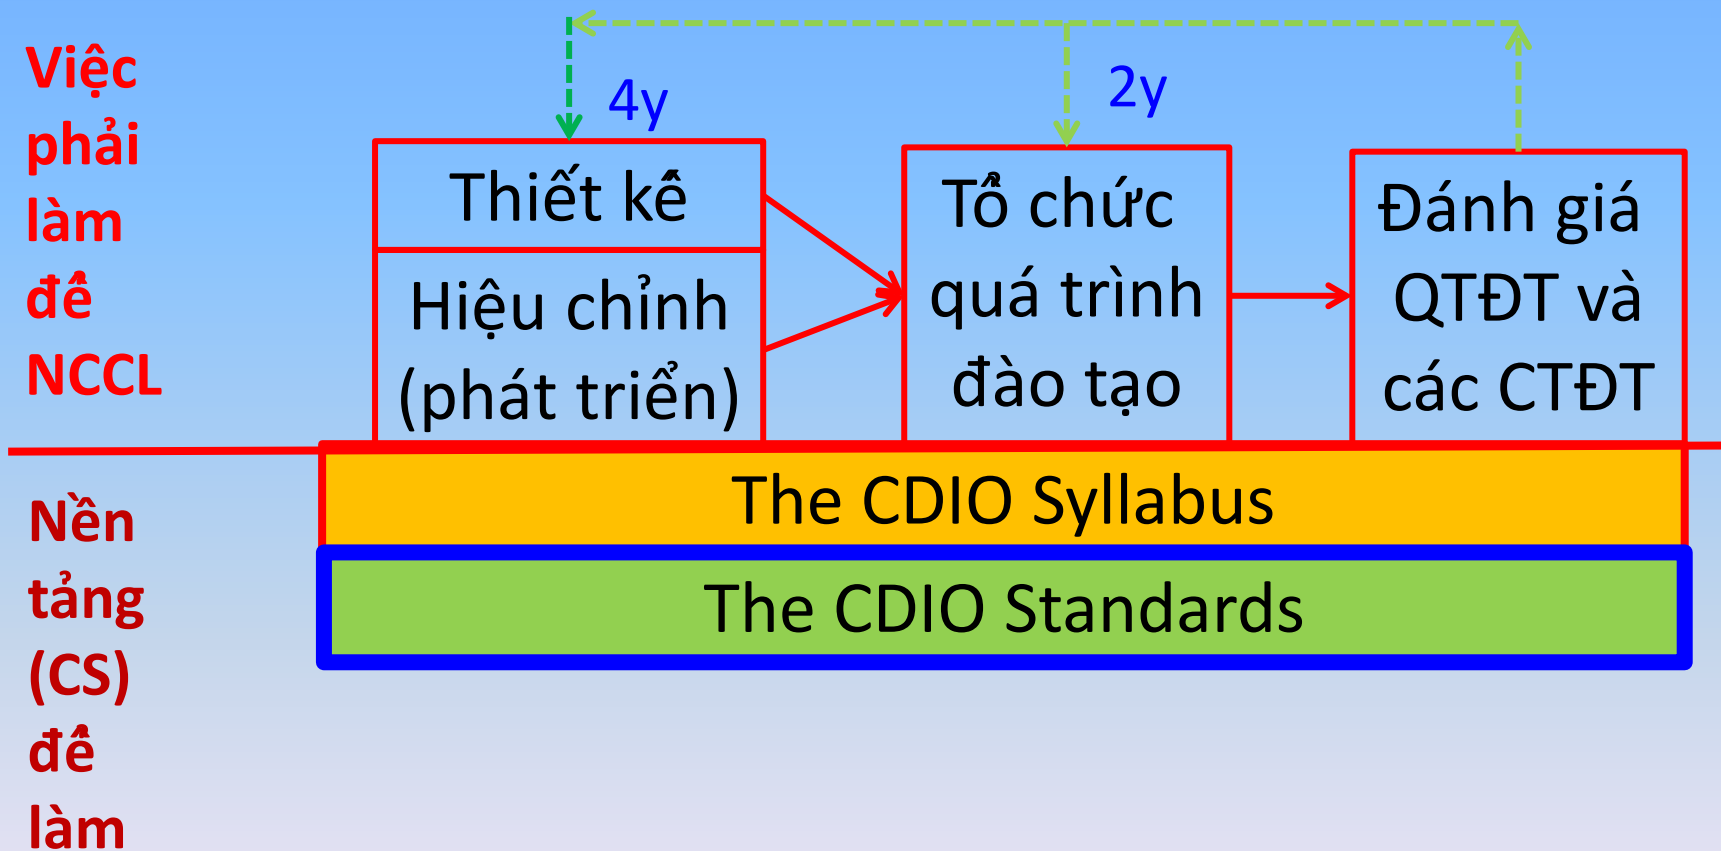 Việc
phải
làm
để
NCCL
4y
2y
Thiết kế
Hiệu chỉnh
(phát triển)
Tổ chức
quá trình
đào tạo
Đánh giá
QTĐT và
các CTĐT
The CDIO Syllabus
The CDIO Standards
Nền
tảng
(CS)
để
làm